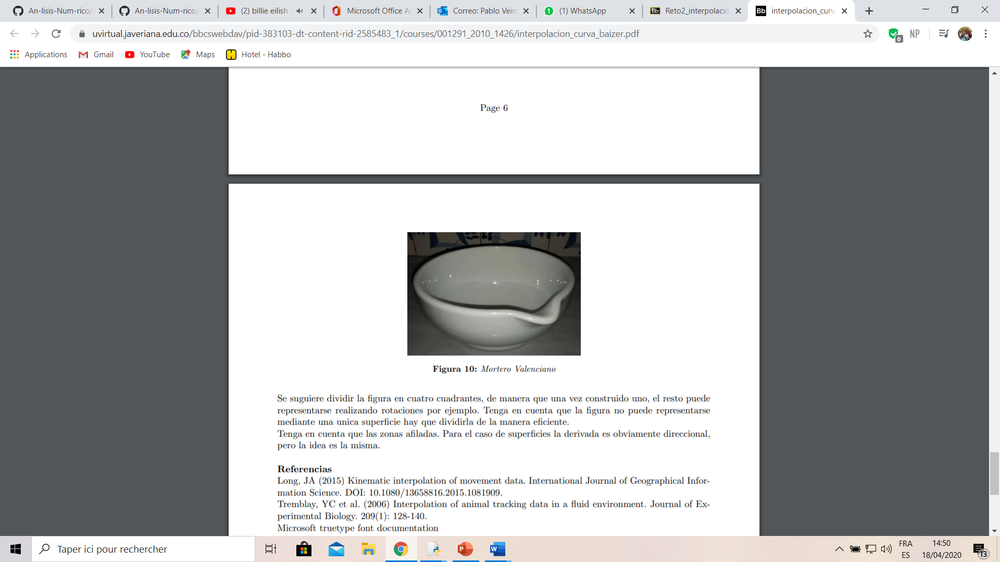 An-lisis-Num-rico/
An-lisis-Num-rico/
(2) billie eilish
Microsoft Office A
Correo: Pablo Vein
(1) WhatsApp
Reto2_interpolacio
interpolacion_curv
uvirtual.javeriana.edu.co/bbcswebdav/pid-383103-dt-content-rid-2585483_1/courses/001291_2010_1426/interpolacion_curva_baizer.pdf
0
NP
Applications
Gmail
YouTube
Maps
Hotel - Habbo
Page 6
Figura 10: Mortero Valenciano
Se suguiere dividir la figura en cuatro cuadrantes, de manera que una vez construido uno, el resto puede
representarse realizando rotaciones por ejemplo. Tenga en cuenta que la figura no puede representarse
mediante una unica superficie hay que dividirla de la manera eficiente.
Tenga en cuenta que las zonas afiladas. Para el caso de superficies la derivada es obviamente direccional,
pero la idea es la misma.
Referencias
Long, JA (2015) Kinematic interpolation of movement data. International Journal of Geographical Infor-
mation Science. DOI: 10.1080/13658816.2015.1081909.
Tremblay, YC et al. (2006) Interpolation of animal tracking data in a fluid environment. Journal of Ex-
perimental Biology. 209(1): 128-140.
Microsoft truetype font documentation
Taper ici pour rechercher
FRA
ES
14:50
18/04/2020
13